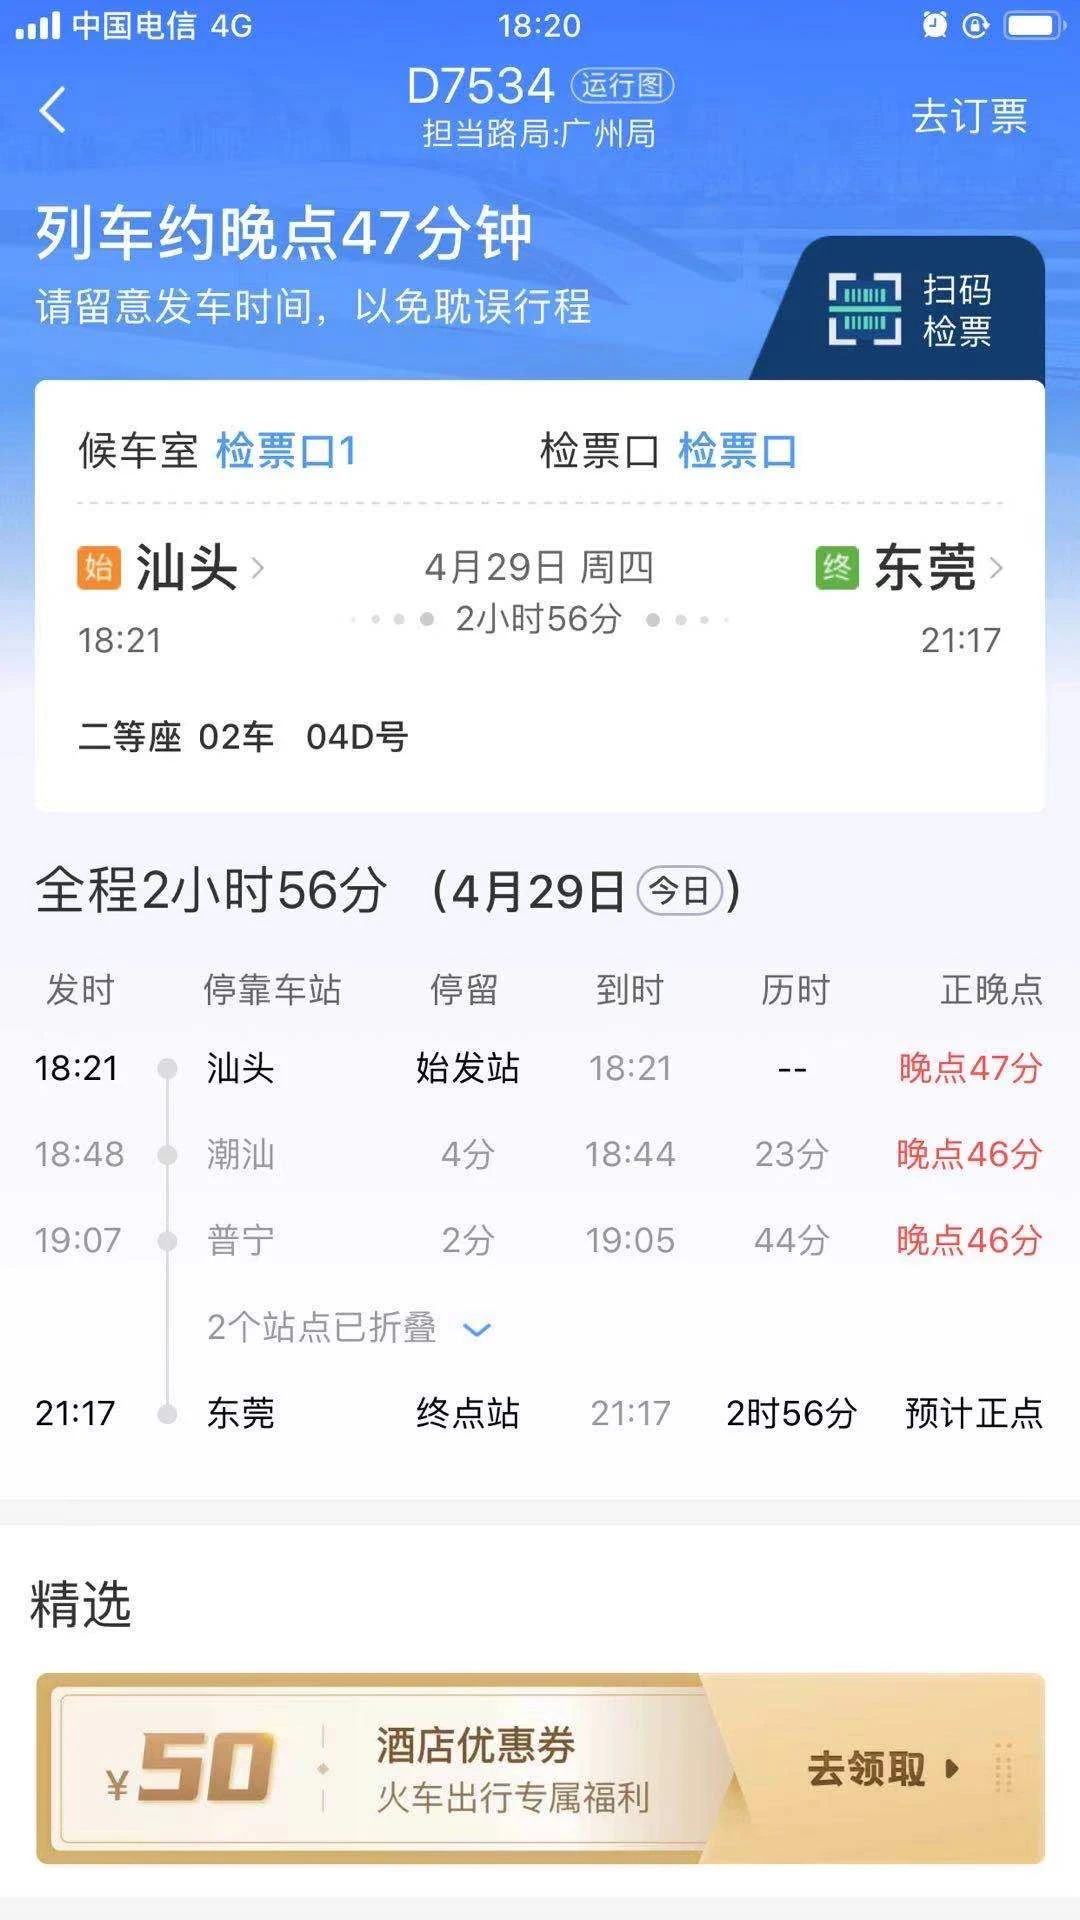 中国电信 4G 18:20
D7534 运行图
担当路局:广州局
去订票
列车约晚点47分钟
请留意发车时间，以免耽误行程
扫码
检票
候车室 检票口1 检票口 检票口
始 汕头 4月29日 周四 终 东莞
18:21 2小时56分 21:17
二等座 02车 04D号
全程2小时56分 (4月29日 今日)
发时 停靠车站 停留 到时 历时 正晚点
18:21 汕头 始发站 18:21 -- 晚点47分
18:48 潮汕 4分 18:44 23分 晚点46分
19:07 普宁 2分 19:05 44分 晚点46分
2个站点已折叠
21:17 东莞 终点站 21:17 2时56分 预计正点
精选
¥50 酒店优惠券 去领取
火车出行专属福利